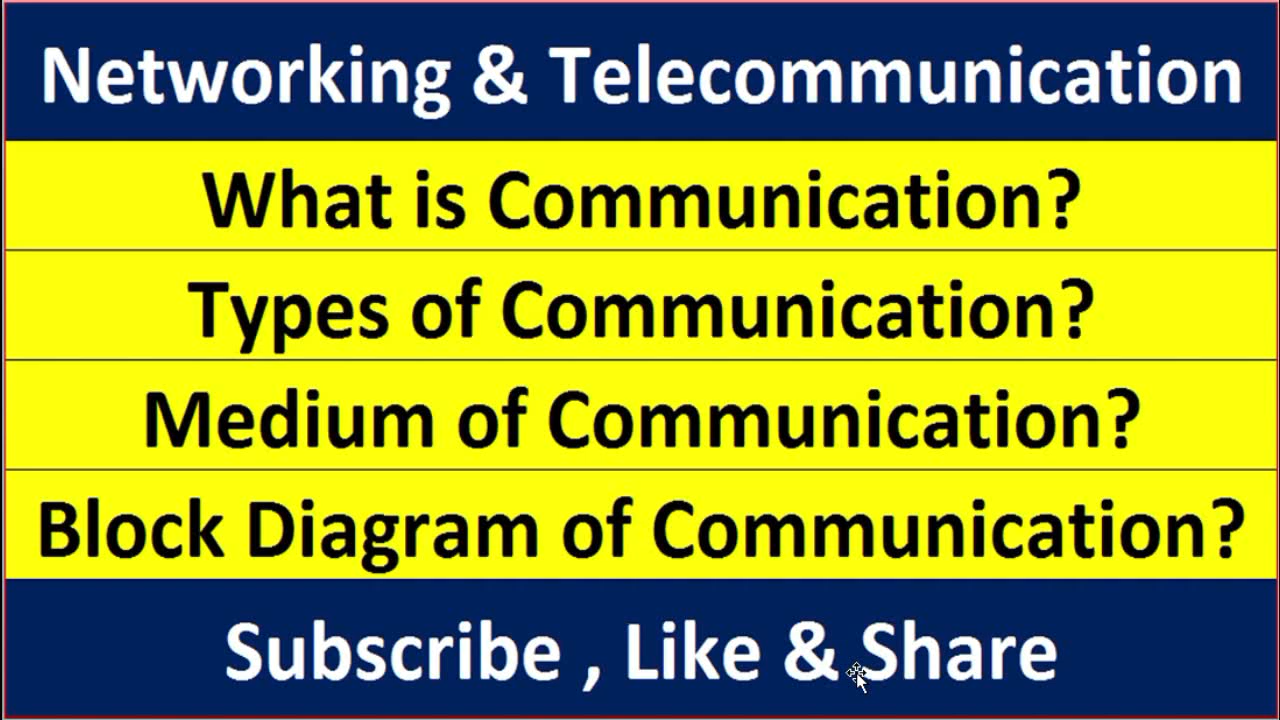 Networking & Telecommunication
What is Communication?
Types of Communication?
Medium of Communication?
Block Diagram of Communication?
Subscribe , Like & Share